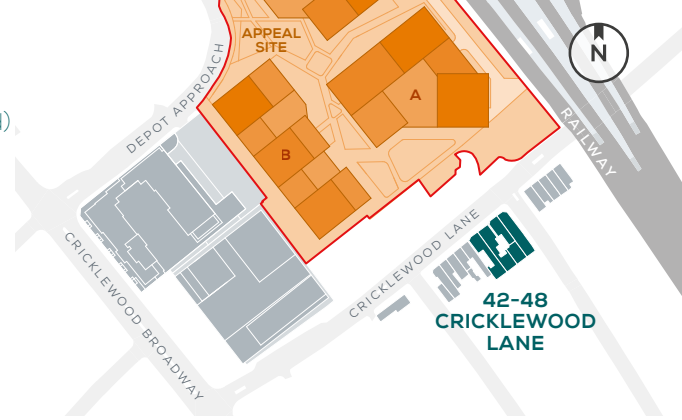 APPEAL
SITE
N
DEPOT APPROACH
A
)
RAILWAY
B
CRICKLEWOOD LANE
CRICKLEWOOD BROADWAY
42-48
CRICKLEWOOD
LANE